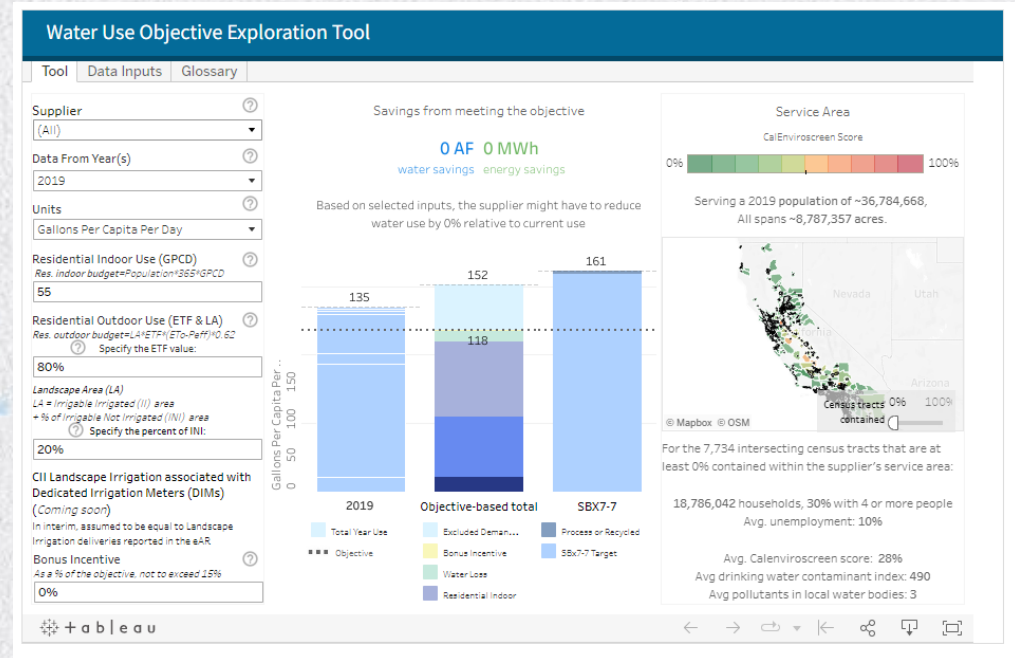 Water Use Objective Exploration Tool
Tool Data Inputs Glossary
Supplier
(All)
Data From Year(s)
2019
Units
Gallons Per Capita Per Day
Residential Indoor Use (GPCD)
Res. indoor budget=Population*365*GPCD
55
Residential Outdoor Use (ETF & LA)
Res. outdoor budget=LA*ETF*(ETo-Peff)*0.62
Specify the ETF value:
80%
Landscape Area (LA)
LA = Irrigable Irrigated (II) area
+ % of Irrigable Not Irrigated (INI) area
Specify the percent of INI:
20%
CII Landscape Irrigation associated with
Dedicated Irrigation Meters (DIMs)
(Coming soon)
In interim, assumed to be equal to Landscape
Irrigation deliveries reported in the eAR
Bonus Incentive
As a % of the objective, not to exceed 15%
0%
Savings from meeting the objective
0 AF 0 MWh
water savings energy savings
Based on selected inputs, the supplier might have to reduce
water use by 0% relative to current use
135
152
161
118
Gallons Per Capita Per ..
150
100
50
0
2019 Objective-based total SBX7-7
Total Year Use
Objective
Excluded Deman...
Bonus Incentive
Water Loss
Residential Indoor
Process or Recycled
SBx7-7 Target
Service Area
CalEnviroscreen Score
0% 100%
Serving a 2019 population of ~36,784,668,
All spans ~8,787,357 acres.
Nevada
Utah
California
Arizona
Census tracts
contained
0% 100%
© Mapbox © OSM
For the 7,734 intersecting census tracts that are at
least 0% contained within the supplier's service area:
18,786,042 households, 30% with 4 or more people
Avg. unemployment: 10%
Avg. Calenviroscreen score: 28%
Avg drinking water contaminant index: 490
Avg pollutants in local water bodies: 3
+ a b l e a u